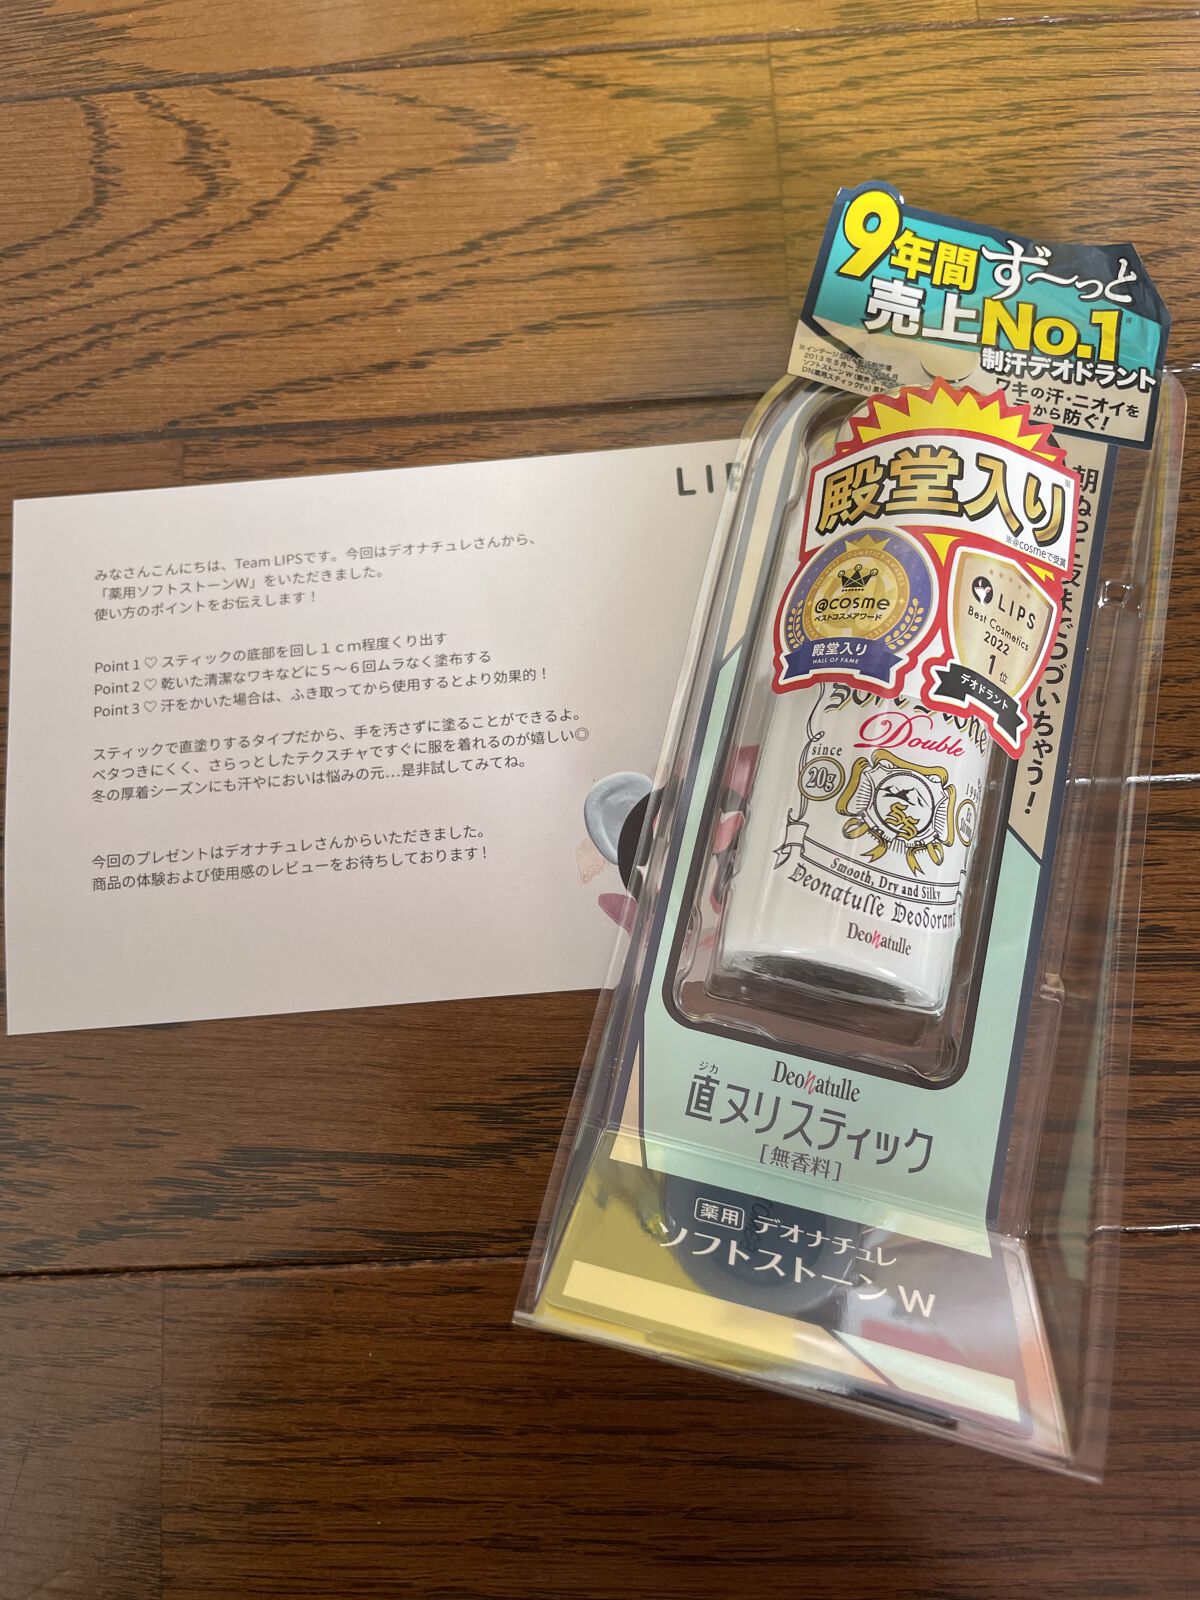 LIP
みなさんこんにちは、Team LIPSです。今回はデオナチュレさんから、
「薬用ソフトストーンW」をいただきました。
使い方のポイントをお伝えします！
Point 1 ♡ スティックの底部を回し１ｃｍ程度くり出す
Point 2 ♡ 乾いた清潔なワキなどに５～６回ムラなく塗布する
Point 3 ♡ 汗をかいた場合は、ふき取ってから使用するとより効果的！
スティックで直塗りするタイプだから、手を汚さずに塗ることができるよ。
ベタつきにくく、さらっとしたテクスチャですぐに服を着れるのが嬉しい◎
冬の厚着シーズンにも汗やにおいは悩みの元…是非試してみてね。
今回のプレゼントはデオナチュレさんからいただきました。
商品の体験および使用感のレビューをお待ちしております！
9年間ず〜っと
売上No.1※
制汗デオドラント
ワキの汗・ニオイを
から防ぐ！
殿堂入り※
※@cosmeで受賞
@cosme
ベストコスメアワード
殿堂入り
HALL OF FAME
LIPS
Best Cosmetics
2022
1位
デオドラント
朝
つづいちゃう！
Double
since
20g
Smooth, Dry and Silky
Deonatulle Deodorant
Deonatulle
Deonatulle
ジカ
直ヌリスティック
［無香料］
薬用 デオナチュレ
ソフトストーンW